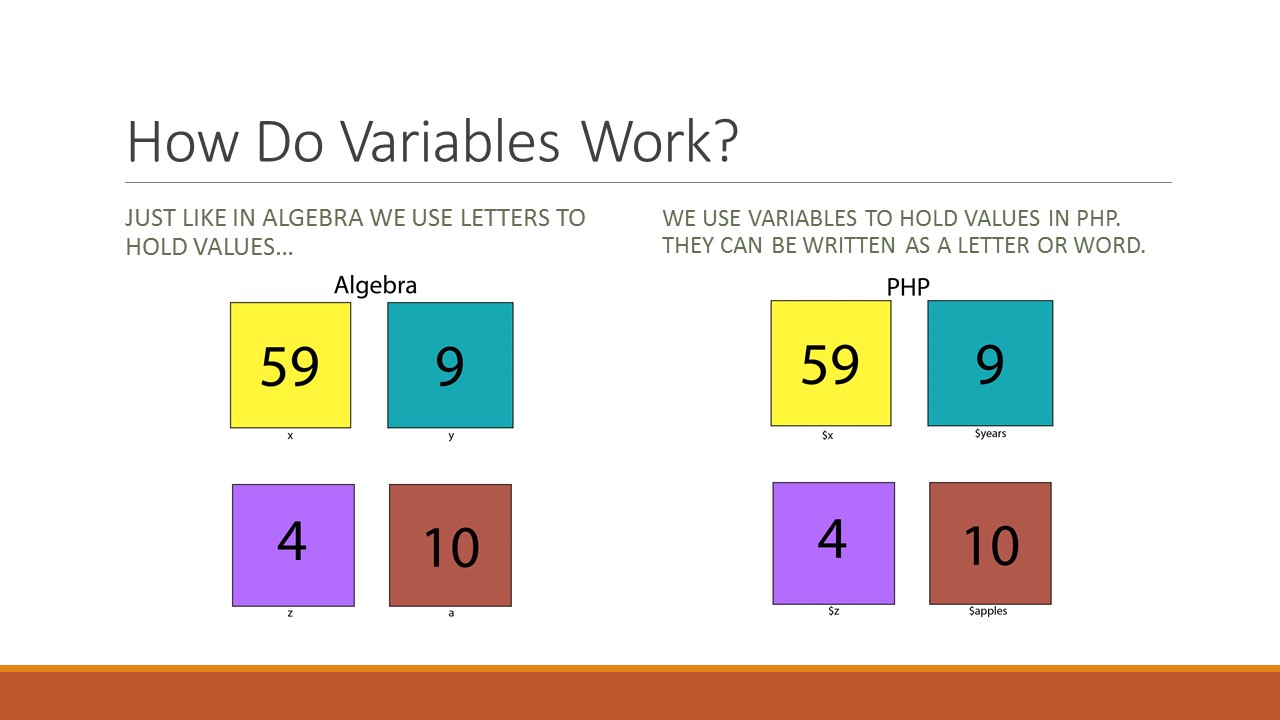 How Do Variables Work?
JUST LIKE IN ALGEBRA WE USE LETTERS TO
HOLD VALUES...
Algebra
59 9
x y
4 10
z a
WE USE VARIABLES TO HOLD VALUES IN PHP.
THEY CAN BE WRITTEN AS A LETTER OR WORD.
PHP
59 9
$x $years
4 10
$z $apples